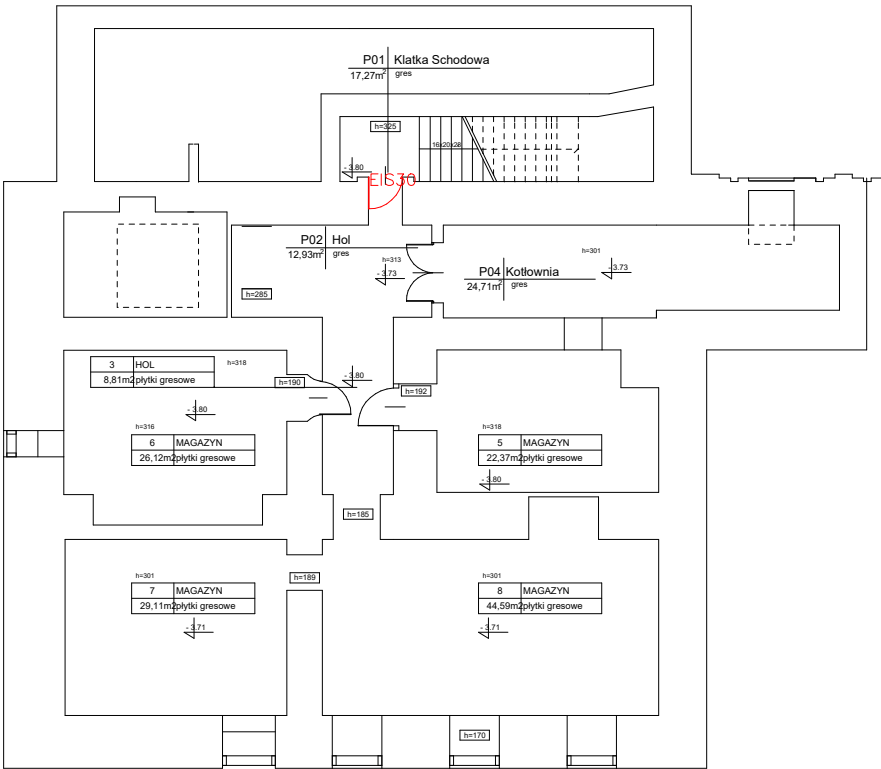 P01 Klatka Schodowa
17,27m² gres
h=325
16x20x28
- 3.80
EIS30
P02 Hol
12,93m² gres
h=313
- 3.73
h=285
h=301
P04 Kotłownia
24,71m² gres
- 3.73
3 HOL
8,81m2 płytki gresowe
h=318
h=190
- 3.80
h=192
- 3.80
h=316
6 MAGAZYN
26,12m2 płytki gresowe
h=318
5 MAGAZYN
22,37m2 płytki gresowe
- 3.80
h=185
h=301
7 MAGAZYN
29,11m2 płytki gresowe
- 3.71
h=189
h=301
8 MAGAZYN
44,59m2 płytki gresowe
- 3.71
h=170